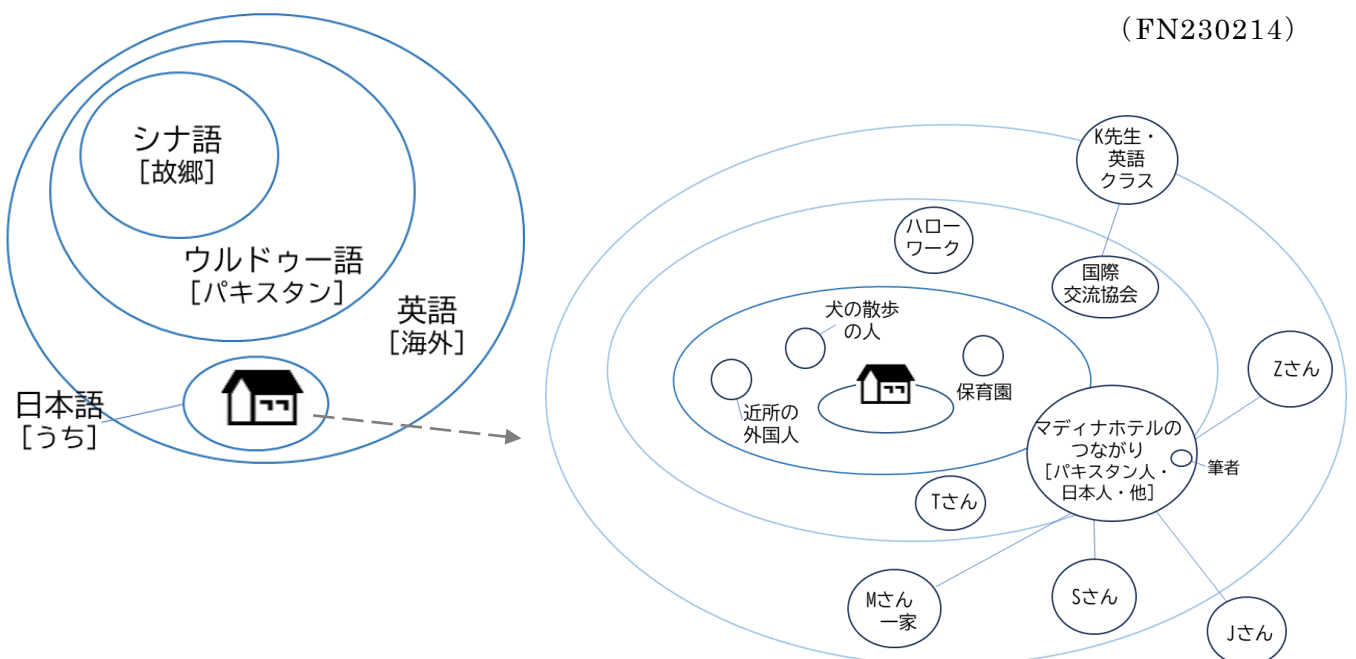 （FN230214）
シナ語
［故郷］
ウルドゥー語
［パキスタン］
英語
［海外］
日本語
［うち］
K先生・
英語
クラス
ハロー
ワーク
国際
交流協会
犬の散歩
の人
保育園
近所の
外国人
Zさん
マディナホテルの
つながり
［パキスタン人・
日本人・他］
筆者
Tさん
Mさん
一家
Sさん
Jさん